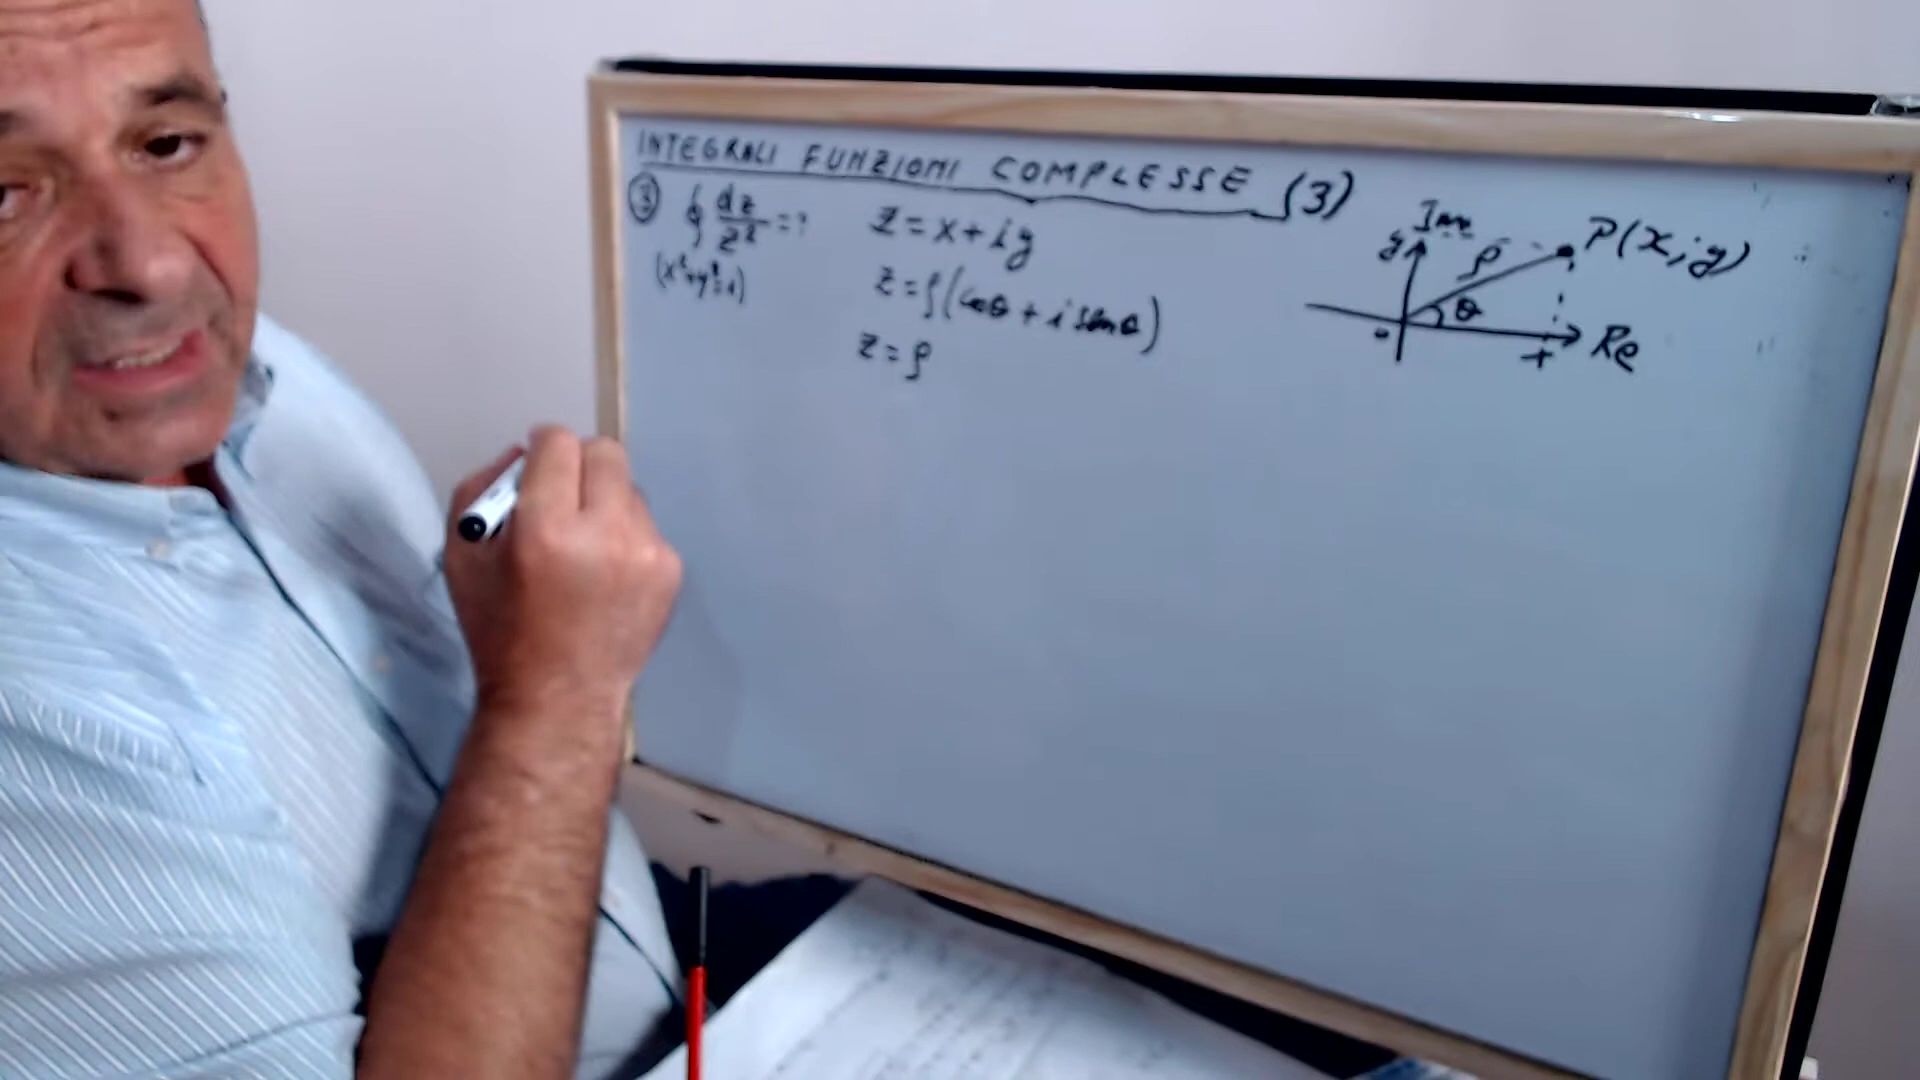 INTEGRALI FUNZIONI COMPLESSE (3)
③ ∮ dz/z² = ?
(x²+y²=1)
z = x + iy
z = ρ(cosθ + i senθ)
z = ρ
Im
y
ρ
P(x;y)
θ
o
x
Re